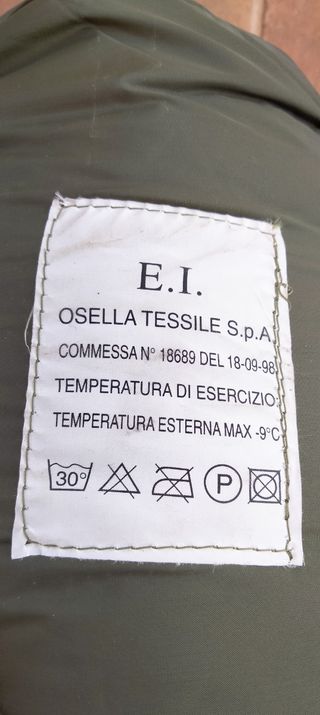 E.I.
OSELLA TESSILE S.p.A
COMMESSA N° 18689 DEL 18-09-98
TEMPERATURA DI ESERCIZIO:
TEMPERATURA ESTERNA MAX -9°C
30° P